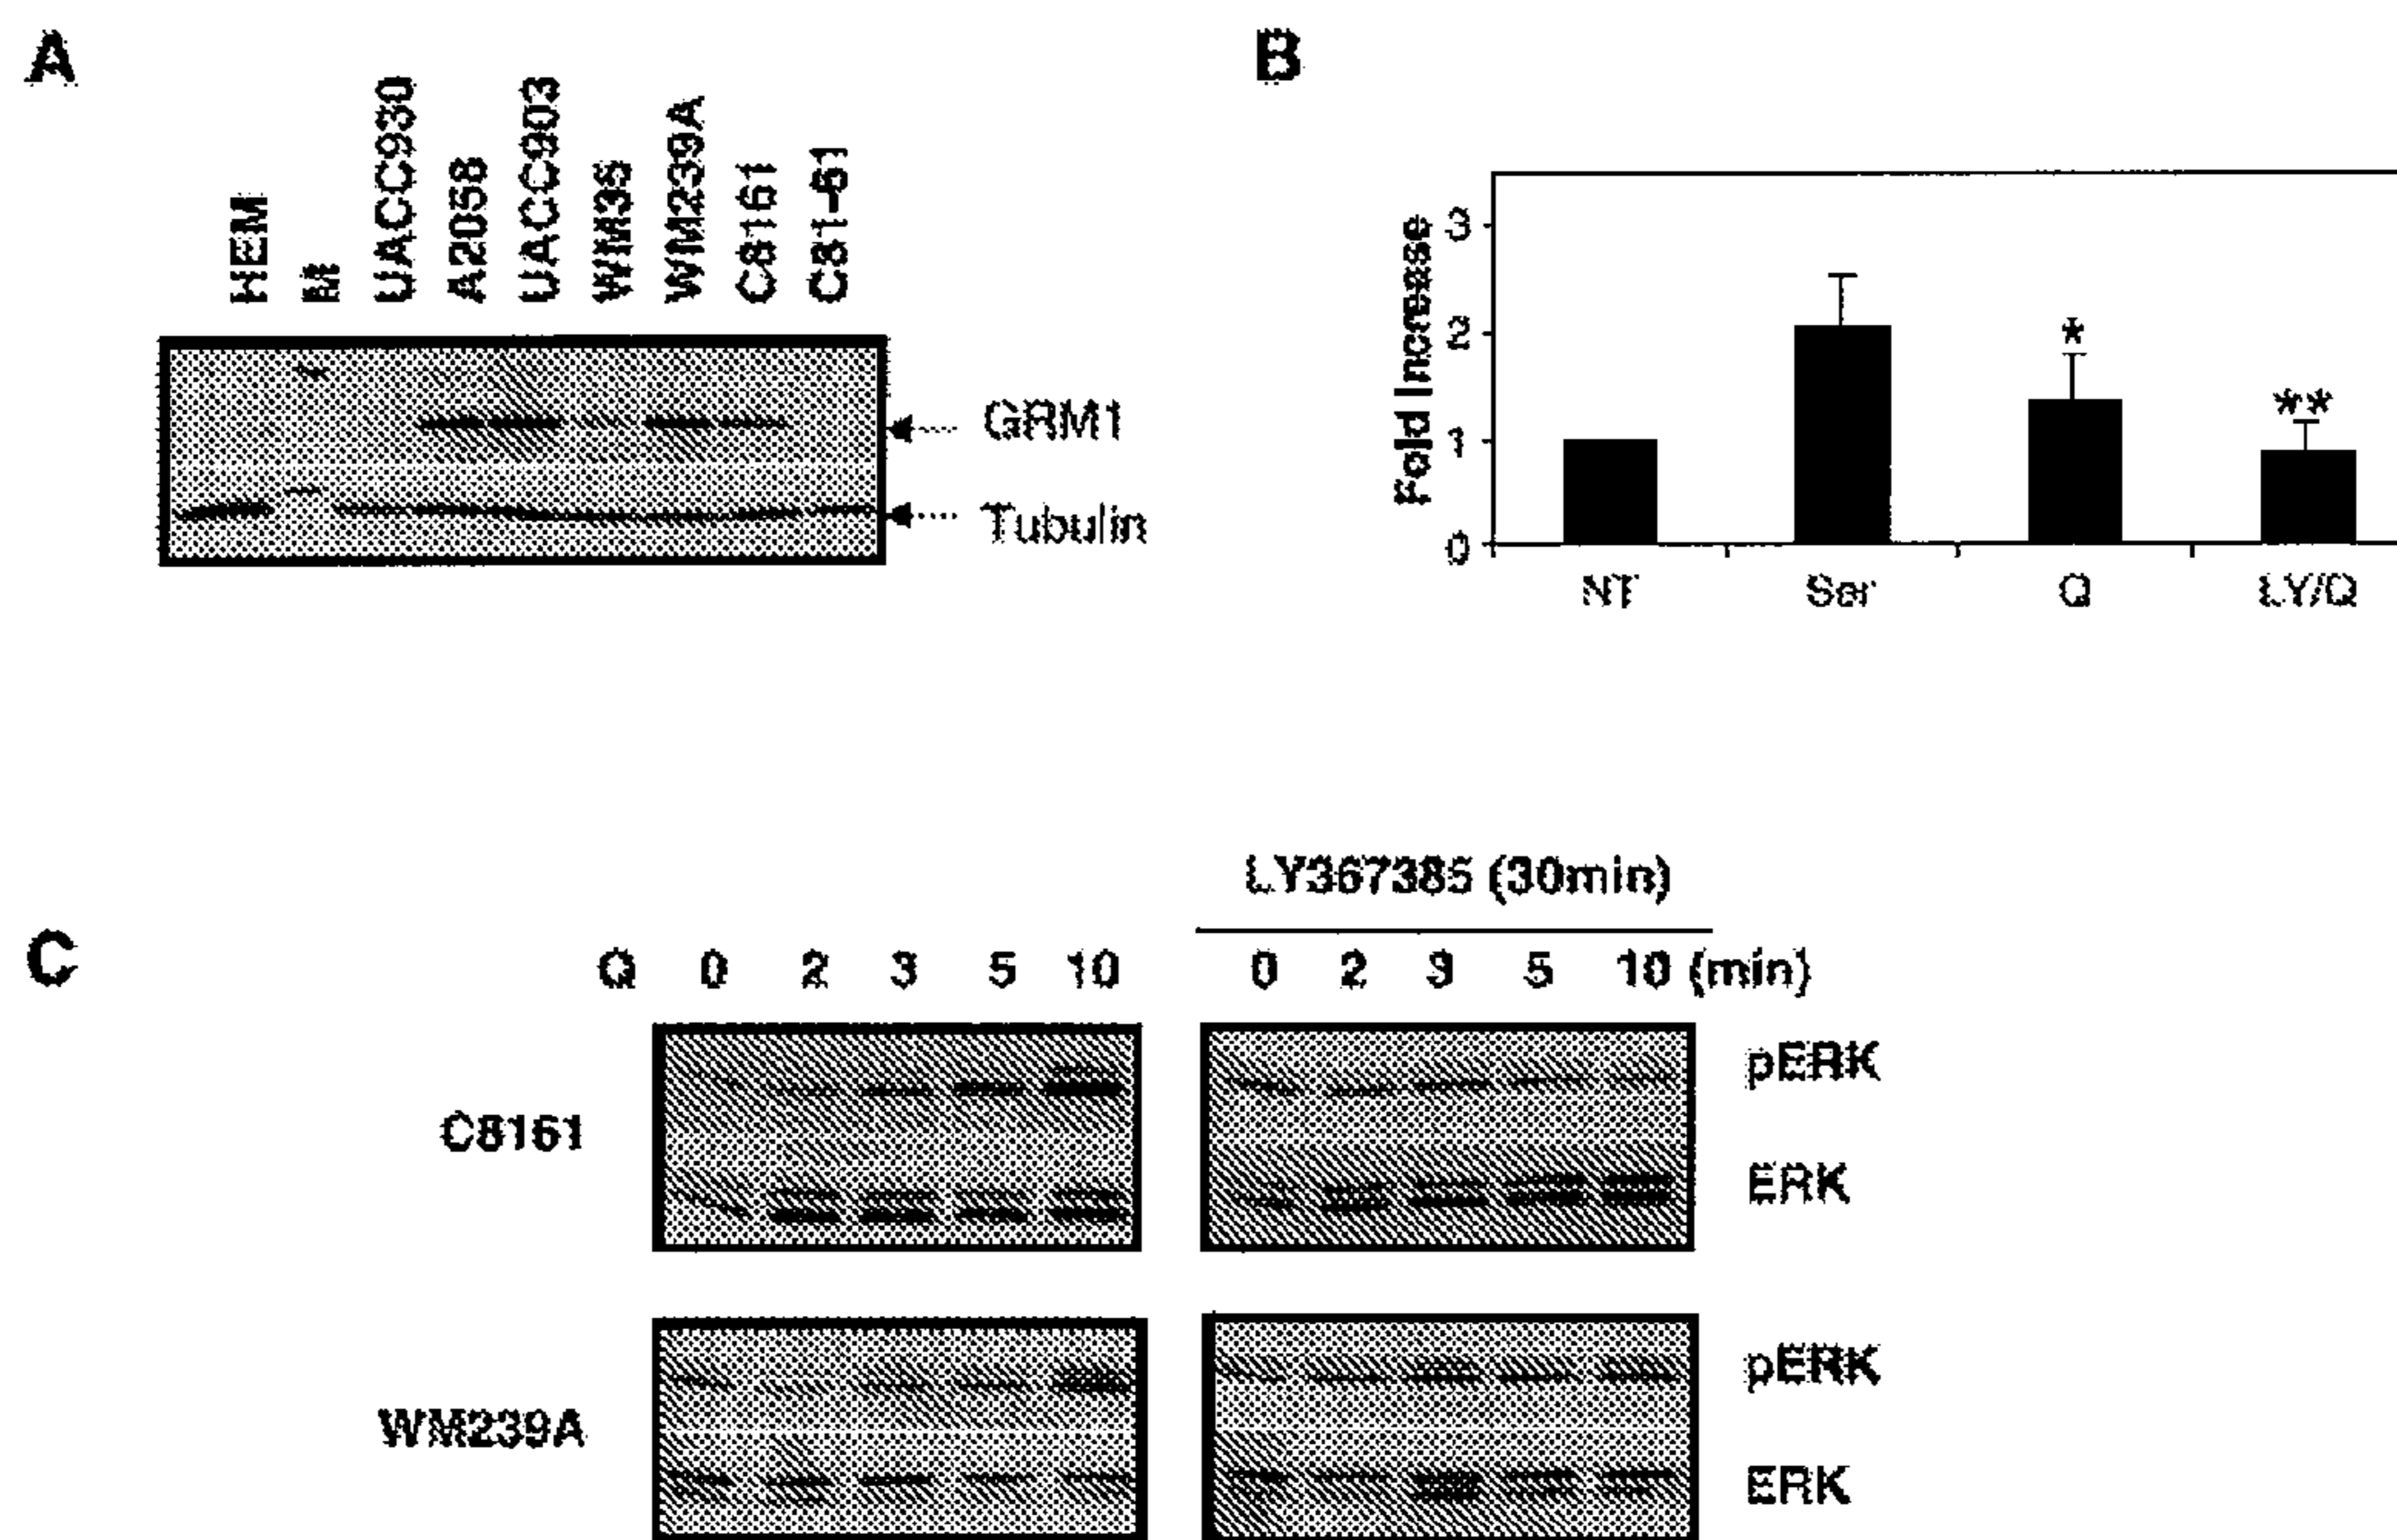 A
HEM
M
UACC930
A2058
UACC903
WM35
WM239A
C8161
C81-61
GRM1
Tubulin
B
Fold Increase
3
2
1
0
*
**
NT
Ser
Q
LY/Q
C
LY367385 (30min)
Q 0 2 3 5 10 0 2 3 5 10 (min)
C8161
pERK
ERK
WM239A
pERK
ERK